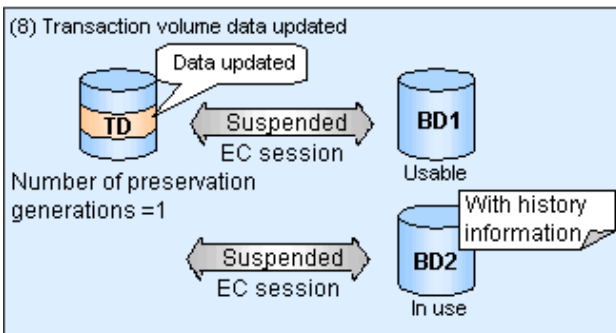 (8) Transaction volume data updated
Data updated
TD
Suspended
EC session
BD1
Usable
Number of preservation
generations =1
With history
information
Suspended
EC session
BD2
In use